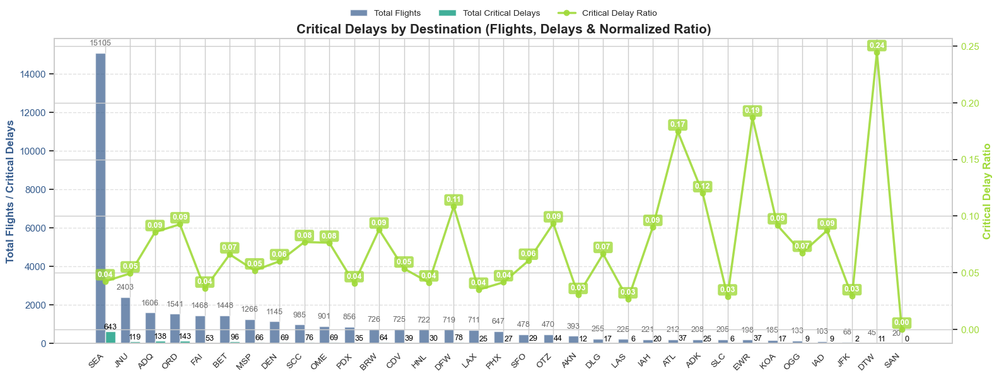 Total Flights Total Critical Delays Critical Delay Ratio
Critical Delays by Destination (Flights, Delays & Normalized Ratio)
Total Flights / Critical Delays
14000
12000
10000
8000
6000
4000
2000
0
15105 2403 1606 1541 1468 1448 1266 1145 985 901 856 726 725 722 719 711 647 478 470 393 255 225 221 212 208 205 198 185 133 103 68 45 20
643 119 138 143 53 96 66 69 76 69 35 64 39 30 78 25 27 29 44 12 17 6 20 37 25 6 37 17 9 9 2 11 0
0.04 0.05 0.09 0.09 0.04 0.07 0.05 0.06 0.08 0.08 0.04 0.09 0.05 0.04 0.11 0.04 0.04 0.06 0.09 0.03 0.07 0.03 0.09 0.17 0.12 0.03 0.19 0.09 0.07 0.09 0.03 0.24 0.00
0.25
0.20
0.15
0.10
0.05
0.00
Critical Delay Ratio
SEA JNU ADQ ORD FAI BET MSP DEN SCC OME PDX BRW CDV HNL DFW LAX PHX SFO OTZ AKN DLG LAS IAH ATL ADK SLC EWR KOA OGG IAD JFK DTW SAN